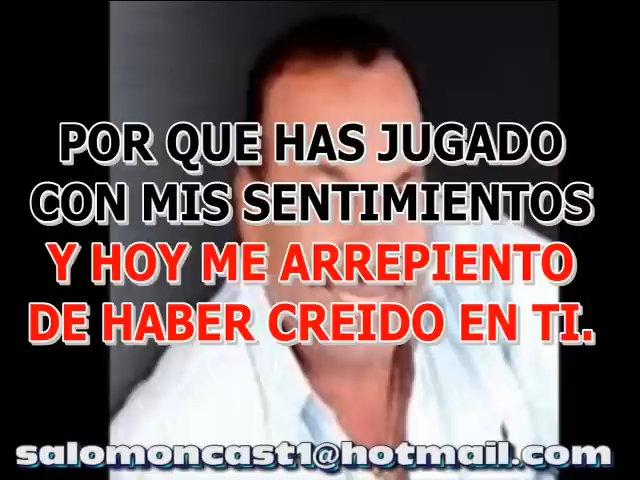 POR QUE HAS JUGADO
CON MIS SENTIMIENTOS
Y HOY ME ARREPIENTO
DE HABER CREIDO EN TI.
salomoncast1@hotmail.com